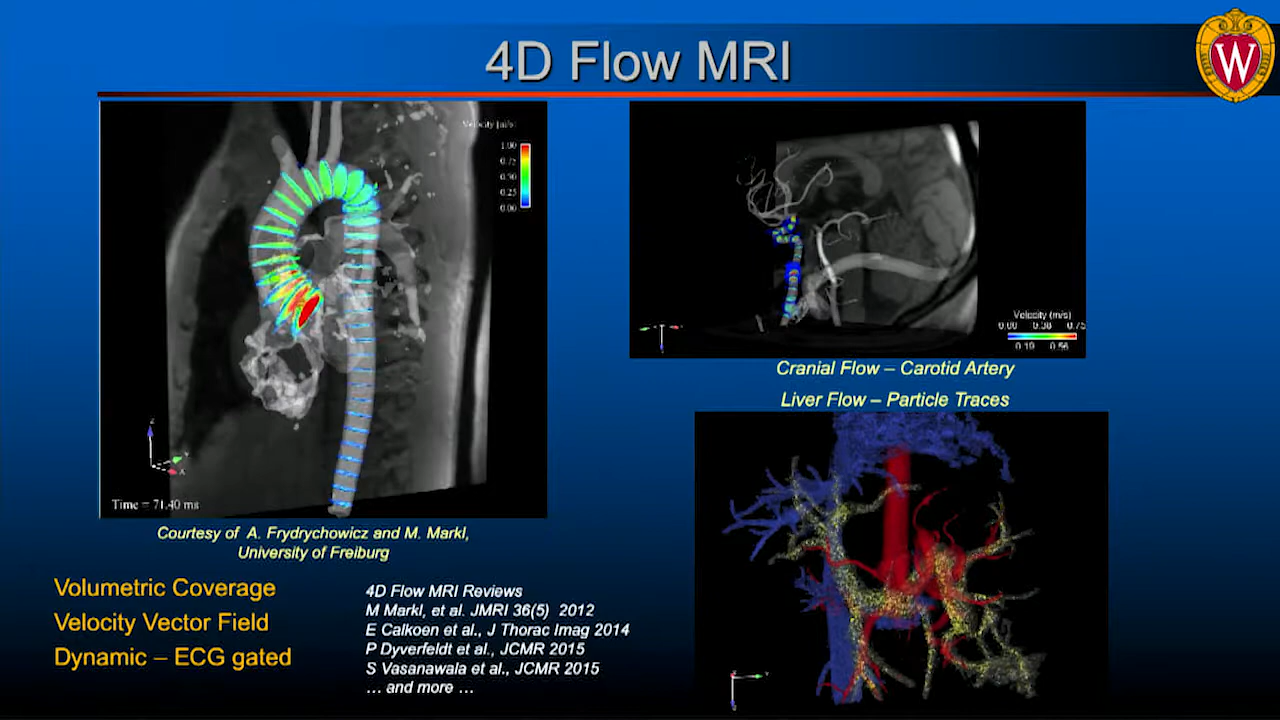 4D Flow MRI
W
Velocity [m/s]
1.00
0.75
0.50
0.25
0.00
Time = 71.40 ms
Courtesy of A. Frydrychowicz and M. Markl,
University of Freiburg
Velocity (m/s)
0.00 0.38 0.75
0.19 0.56
Cranial Flow – Carotid Artery
Liver Flow – Particle Traces
Volumetric Coverage
Velocity Vector Field
Dynamic – ECG gated
4D Flow MRI Reviews
M Markl, et al. JMRI 36(5) 2012
E Calkoen et al., J Thorac Imag 2014
P Dyverfeldt et al., JCMR 2015
S Vasanawala et al., JCMR 2015
… and more …